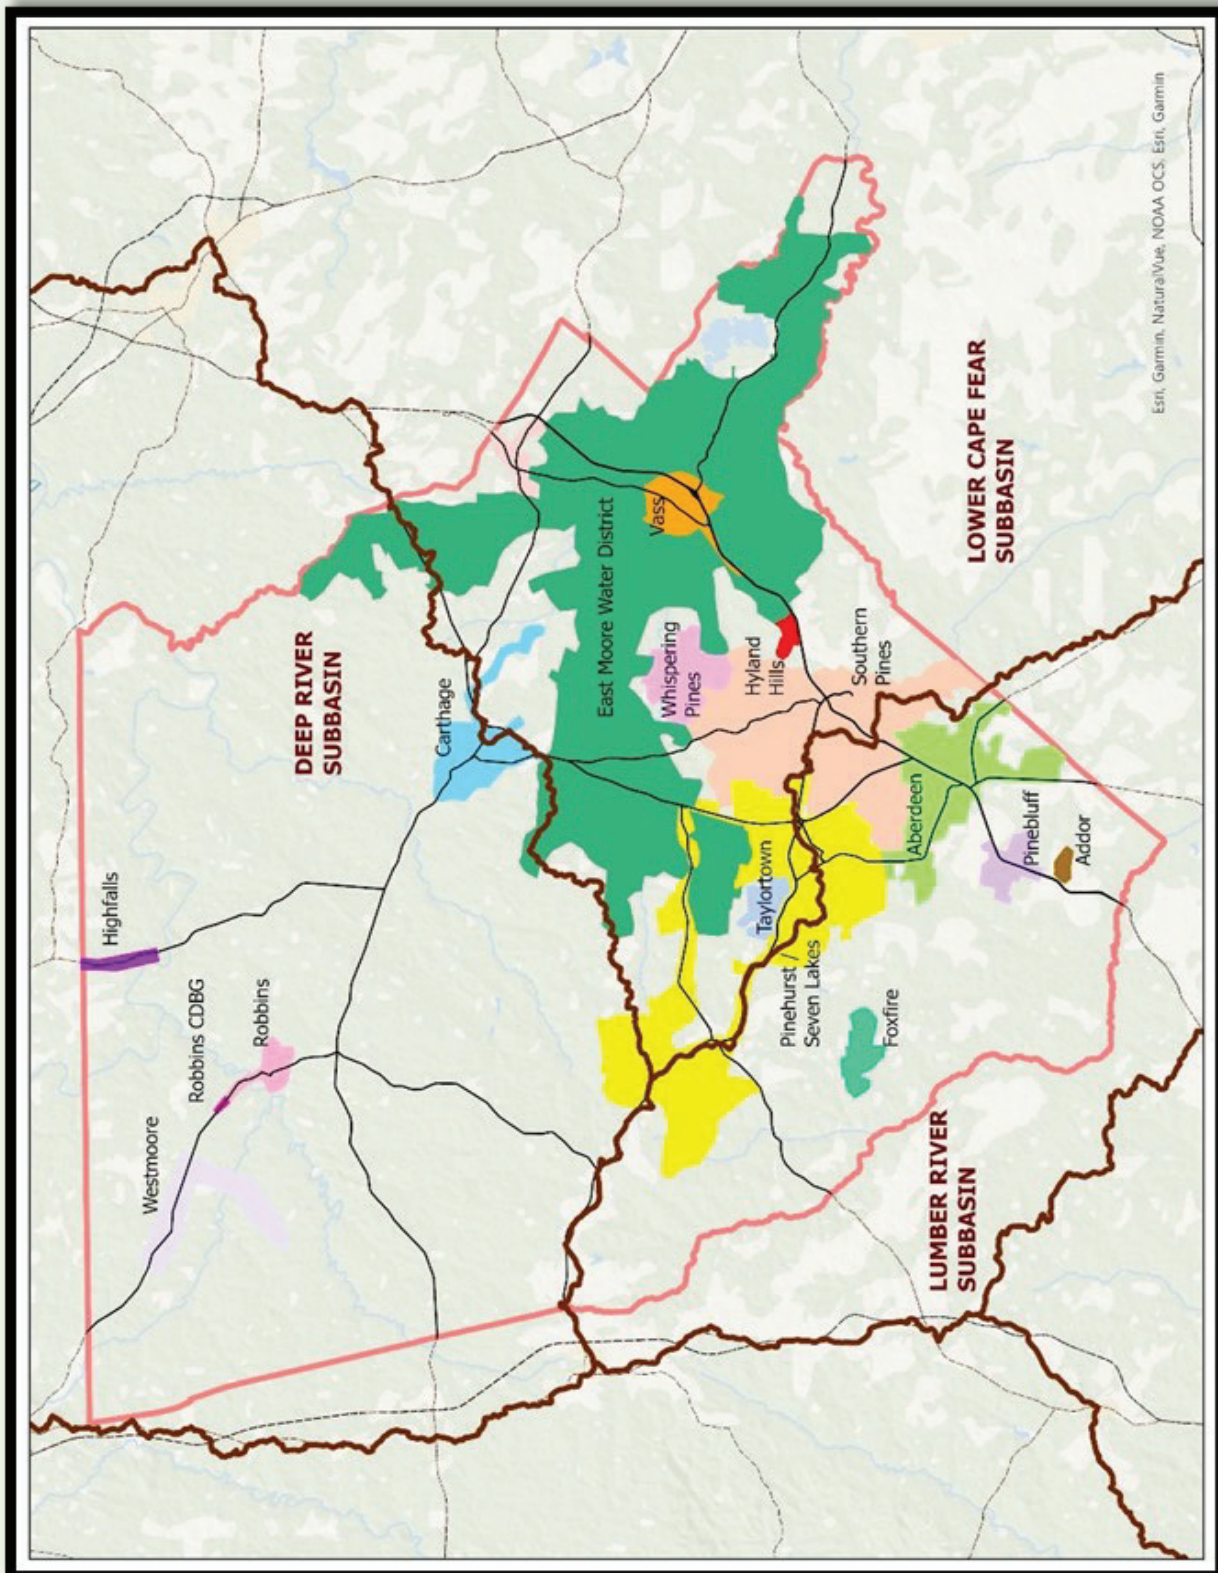 Highfalls
Robbins CDBG
Robbins
Westmoore
DEEP RIVER
SUBBASIN
Carthage
East Moore Water District
Vass
Whispering
Pines
Hyland
Hills
Southern
Pines
Taylortown
Pinehurst /
Seven Lakes
Aberdeen
Foxfire
Pinebluff
Addor
LOWER CAPE FEAR
SUBBASIN
LUMBER RIVER
SUBBASIN
Esri, Garmin, NaturalVue, NOAA OCS, Esri, Garmin